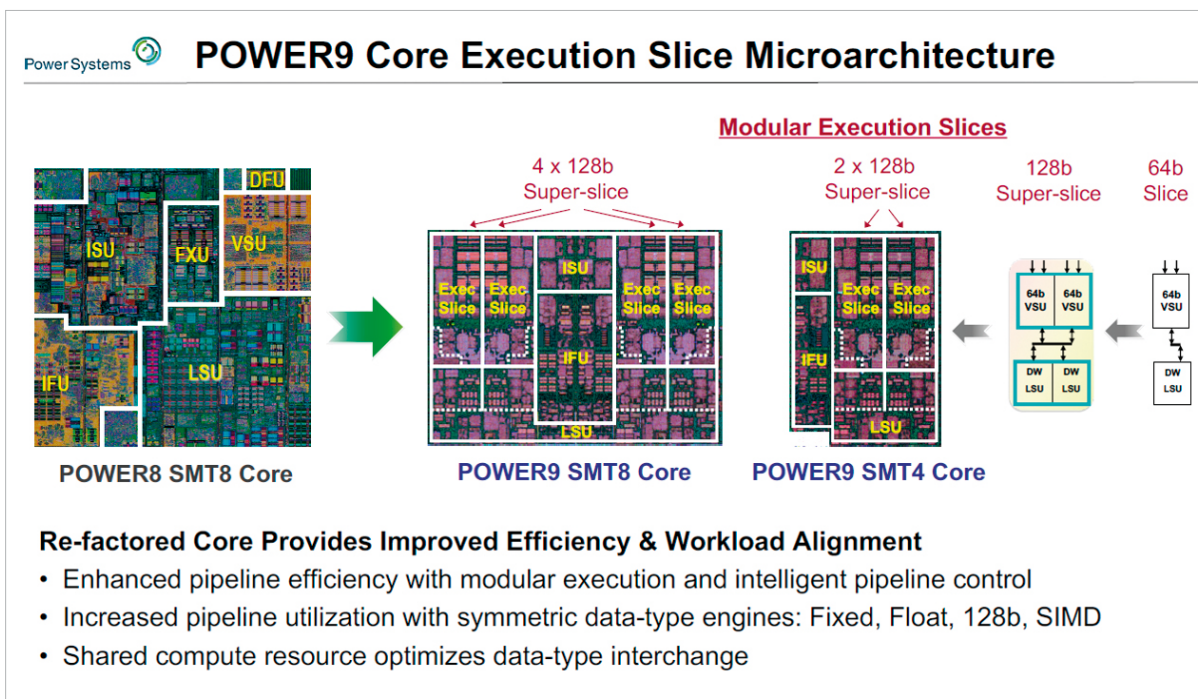 Power Systems
POWER9 Core Execution Slice Microarchitecture
Modular Execution Slices
4 x 128b
Super-slice
2 x 128b
Super-slice
128b
Super-slice
64b
Slice
DFU
ISU
FXU
VSU
IFU
LSU
POWER8 SMT8 Core
ISU
Exec
Slice
Exec
Slice
Exec
Slice
Exec
Slice
IFU
LSU
POWER9 SMT8 Core
ISU
Exec
Slice
Exec
Slice
IFU
LSU
POWER9 SMT4 Core
64b
VSU
64b
VSU
DW
LSU
DW
LSU
64b
VSU
DW
LSU
Re-factored Core Provides Improved Efficiency & Workload Alignment
• Enhanced pipeline efficiency with modular execution and intelligent pipeline control
• Increased pipeline utilization with symmetric data-type engines: Fixed, Float, 128b, SIMD
• Shared compute resource optimizes data-type interchange